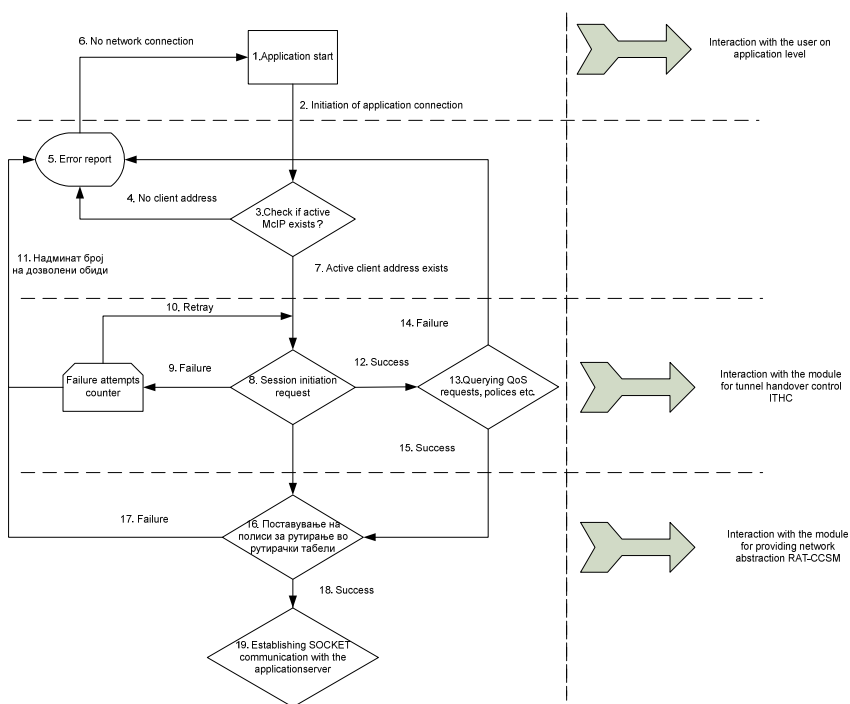 6. No network connection
1.Application start
Interaction with the user on
application level
2. Initiation of application connection
5. Error report
4. No client address
3.Check if active
McIP exists?
11. Надминат број
на дозволени обиди
7. Active client address exists
10. Retray
14. Failure
9. Failure
12. Success
Failure attempts
counter
8. Session initiation
request
13.Querying QoS
requests, polices etc.
Interaction with the module
for tunnel handover control
ITHC
15. Success
17. Failure
16. Поставување на
полиси за рутирање во
рутирачки табели
Interaction with the module
for providing network
abstraction RAT-CCSM
18. Success
19. Establishing SOCKET
communication with the
applicationserver